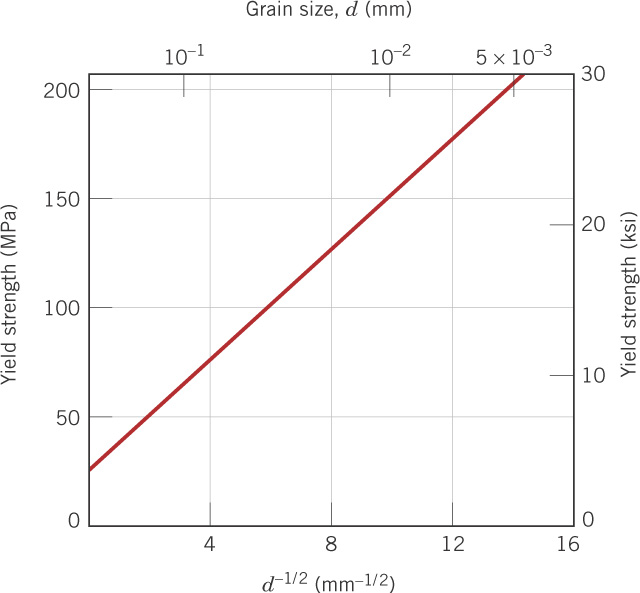 Grain size, d (mm)
10⁻¹ 10⁻² 5 × 10⁻³
200 150 100 50 0
Yield strength (MPa)
30 20 10 0
Yield strength (ksi)
4 8 12 16
d⁻¹/² (mm⁻¹/²)